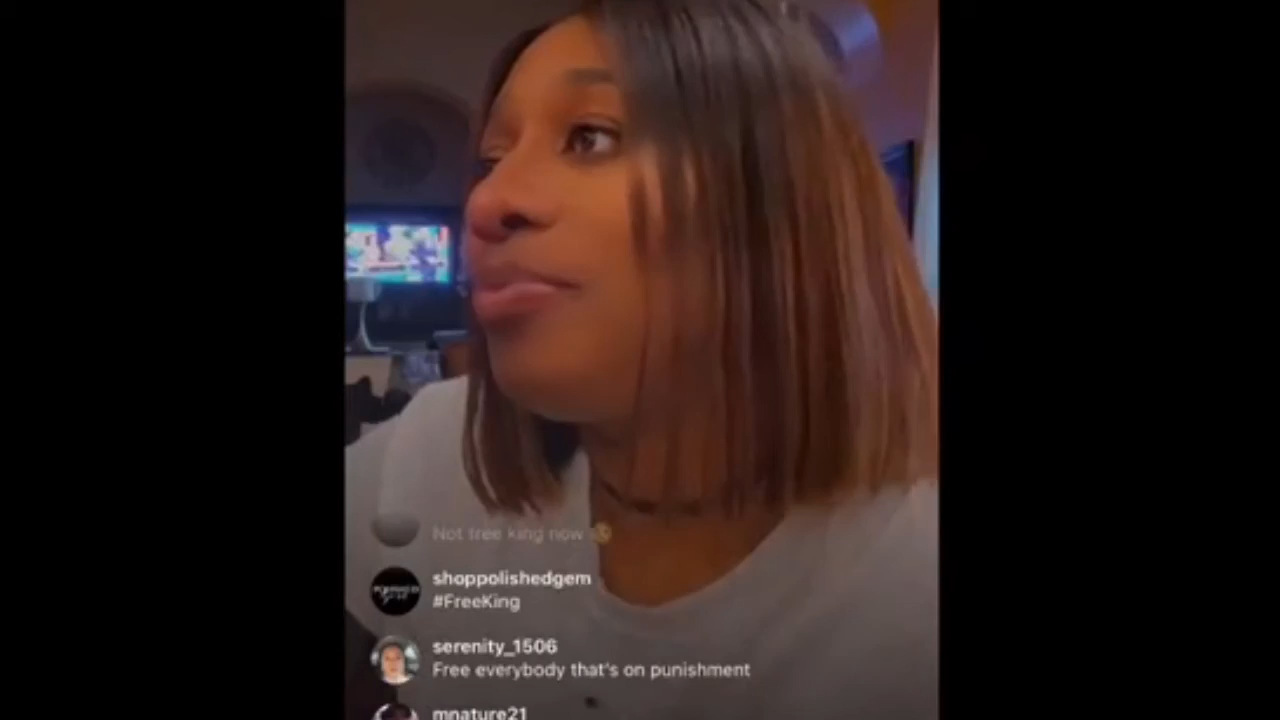 Not free king now
shoppolishedgem
#FreeKing
serenity_1506
Free everybody that's on punishment
mnature21